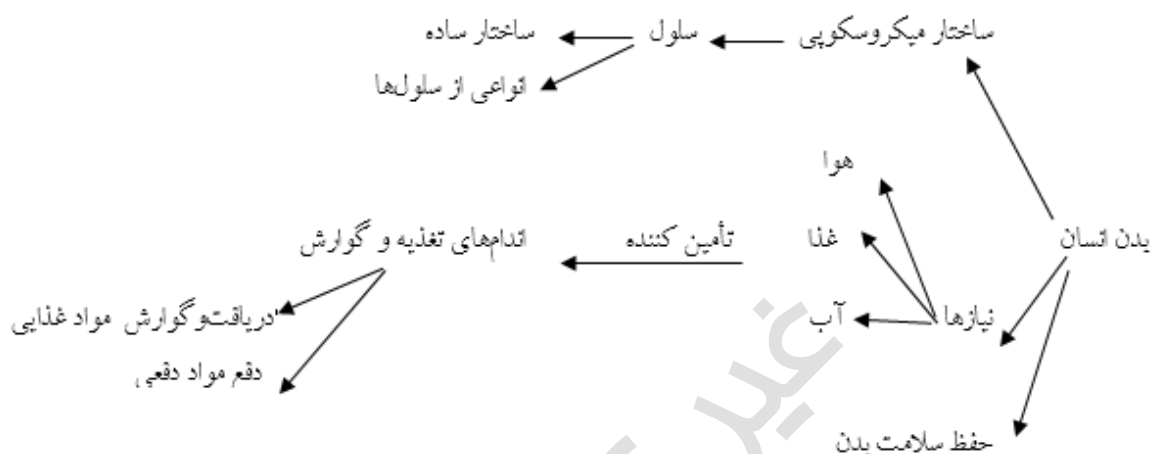 ساختار میکروسکوپی
سلول
ساختار ساده
انواعی از سلول‌ها
هوا
بدن انسان
غذا
تأمین کننده
اندام‌های تغذیه و گوارش
نیازها
آب
دریافت‌و گوارش مواد غذایی
دفع مواد دفعی
حفظ سلامت بدن
غیر